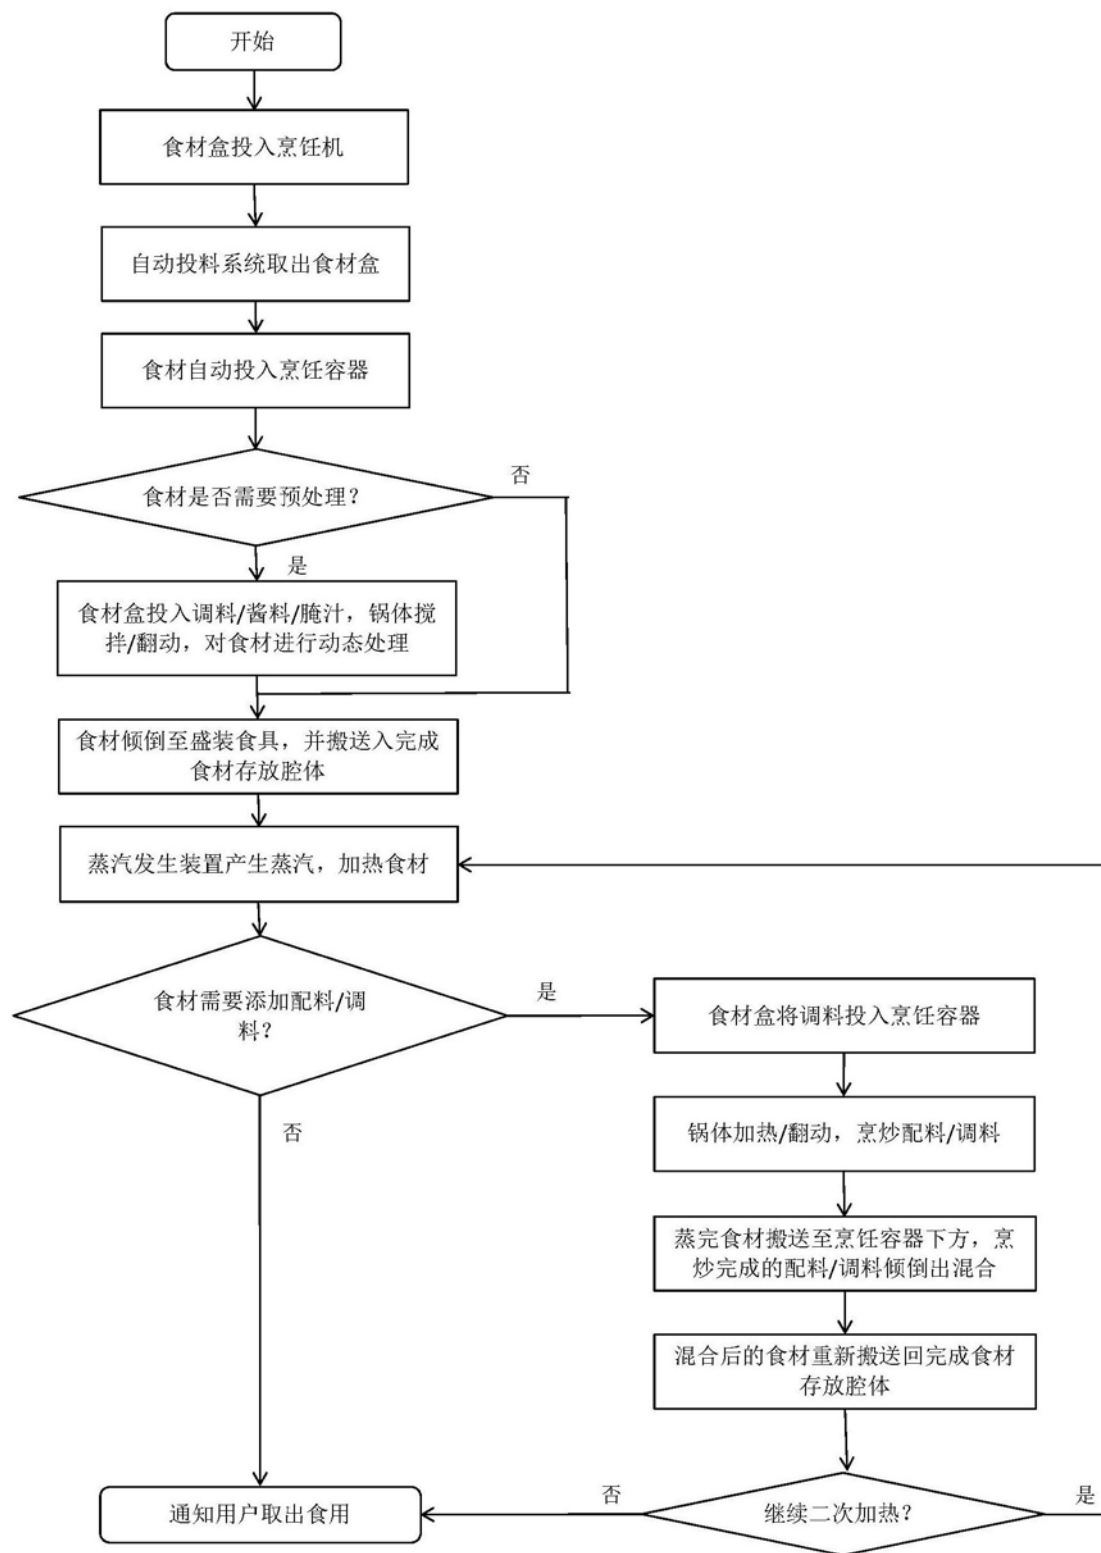 开始
食材盒投入烹饪机
自动投料系统取出食材盒
食材自动投入烹饪容器
食材是否需要预处理？
否
是
食材盒投入调料/酱料/腌汁，锅体搅
拌/翻动，对食材进行动态处理
食材倾倒至盛装食具，并搬送入完成
食材存放腔体
蒸汽发生装置产生蒸汽，加热食材
食材需要添加配料/调
料？
是
否
食材盒将调料投入烹饪容器
锅体加热/翻动，烹炒配料/调料
蒸完食材搬送至烹饪容器下方，烹
炒完成的配料/调料倾倒出混合
混合后的食材重新搬送回完成食材
存放腔体
继续二次加热？
否
是
通知用户取出食用